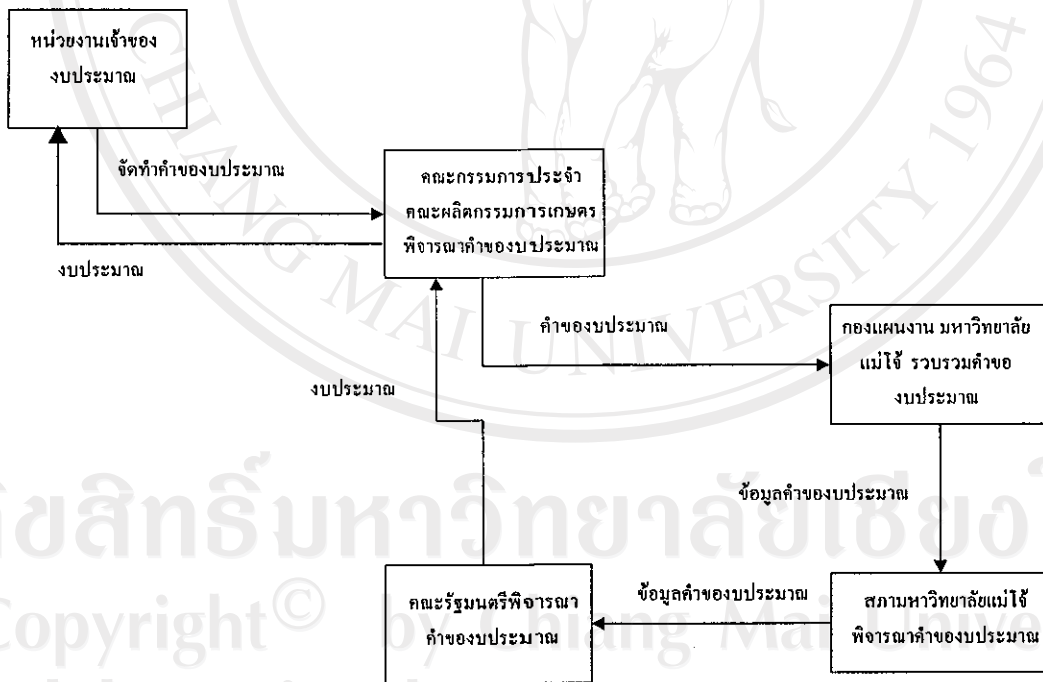 หน่วยงานเจ้าของ
งบประมาณ
จัดทำคำของบประมาณ
งบประมาณ
คณะกรรมการประจำ
คณะผลิตกรรมการเกษตร
พิจารณาคำของบประมาณ
คำของบประมาณ
กองแผนงาน มหาวิทยาลัย
แม่โจ้ รวบรวมคำขอ
งบประมาณ
งบประมาณ
ข้อมูลคำของบประมาณ
คณะรัฐมนตรีพิจารณา
คำของบประมาณ
ข้อมูลคำของบประมาณ
สภามหาวิทยาลัยแม่โจ้
พิจารณาคำของบประมาณ
CHIANG MAI UNIVERSITY 1964
ขสิทธิ์มหาวิทยาลัยเชียงใ
Copyright© by Chiang Mai Unive